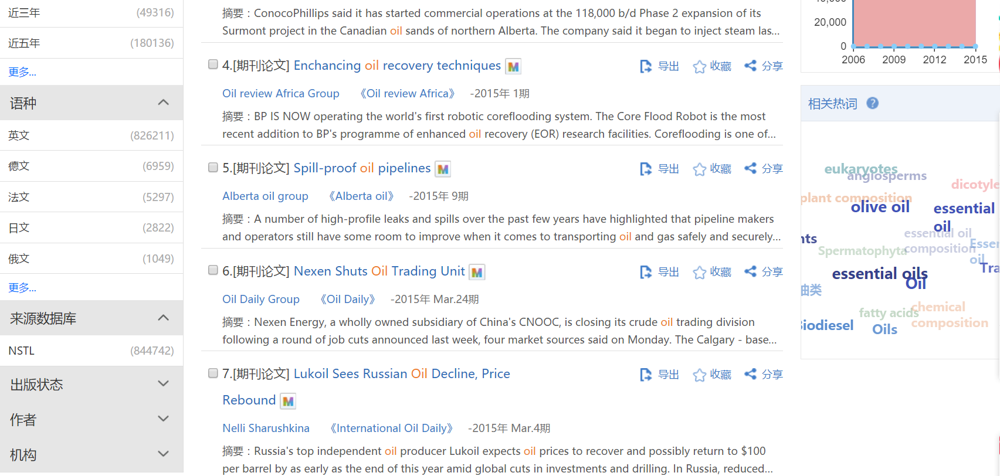 近三年 (49316)
近五年 (180136)
更多...
语种
英文 (826211)
德文 (6959)
法文 (5297)
日文 (2822)
俄文 (1049)
更多...
来源数据库
NSTL (844742)
出版状态
作者
机构
摘要：ConocoPhillips said it has started commercial operations at the 118,000 b/d Phase 2 expansion of its
Surmont project in the Canadian oil sands of northern Alberta. The company said it began to inject steam las...
4.[期刊论文] Enchancing oil recovery techniques M 导出 收藏 分享
Oil review Africa Group 《Oil review Africa》 -2015年 1期
摘要：BP IS NOW operating the world's first robotic coreflooding system. The Core Flood Robot is the most
recent addition to BP's programme of enhanced oil recovery (EOR) research facilities. Coreflooding is one of...
5.[期刊论文] Spill-proof oil pipelines M 导出 收藏 分享
Alberta oil group 《Alberta oil》 -2015年 9期
摘要：A number of high-profile leaks and spills over the past few years have highlighted that pipeline makers
and operators still have some room to improve when it comes to transporting oil and gas safely and securely...
6.[期刊论文] Nexen Shuts Oil Trading Unit M 导出 收藏 分享
Oil Daily Group 《Oil Daily》 -2015年 Mar.24期
摘要：Nexen Energy, a wholly owned subsidiary of China's CNOOC, is closing its crude oil trading division
following a round of job cuts announced last week, four market sources said on Monday. The Calgary - base...
7.[期刊论文] Lukoil Sees Russian Oil Decline, Price 导出 收藏 分享
Rebound M
Nelli Sharushkina 《International Oil Daily》 -2015年 Mar.4期
摘要：Russia's top independent oil producer Lukoil expects oil prices to recover and possibly return to $100
per barrel by as early as the end of this year amid global cuts in investments and drilling. In Russia, reduced...
20,000
0
2006 2009 2012 2015
相关热词 ?
eukaryotes
angiosperms
dicotyle
plant composition
olive oil
essential
oil
essential oil
composition
nts
Esser
oil
Spermatophyta
Tra
essential oils
Oil
油类
chemical
composition
fatty acids
Biodiesel
Oils